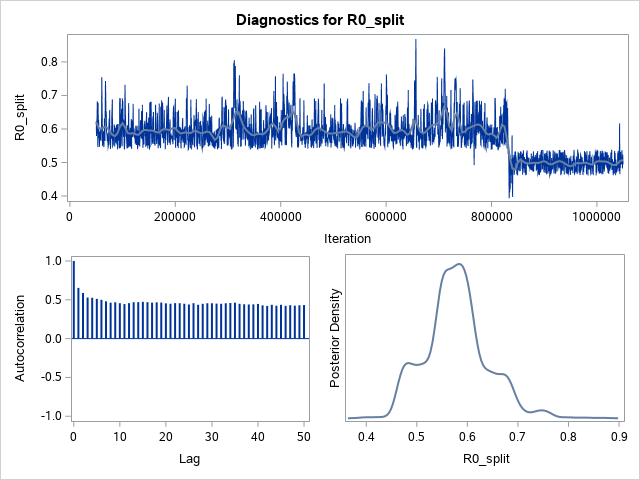 Diagnostics for R0_split
R0_split
0.8
0.7
0.6
0.5
0.4
0 200000 400000 600000 800000 1000000
Iteration
Autocorrelation
1.0
0.5
0.0
-0.5
-1.0
0 10 20 30 40 50
Lag
Posterior Density
0.4 0.5 0.6 0.7 0.8 0.9
R0_split